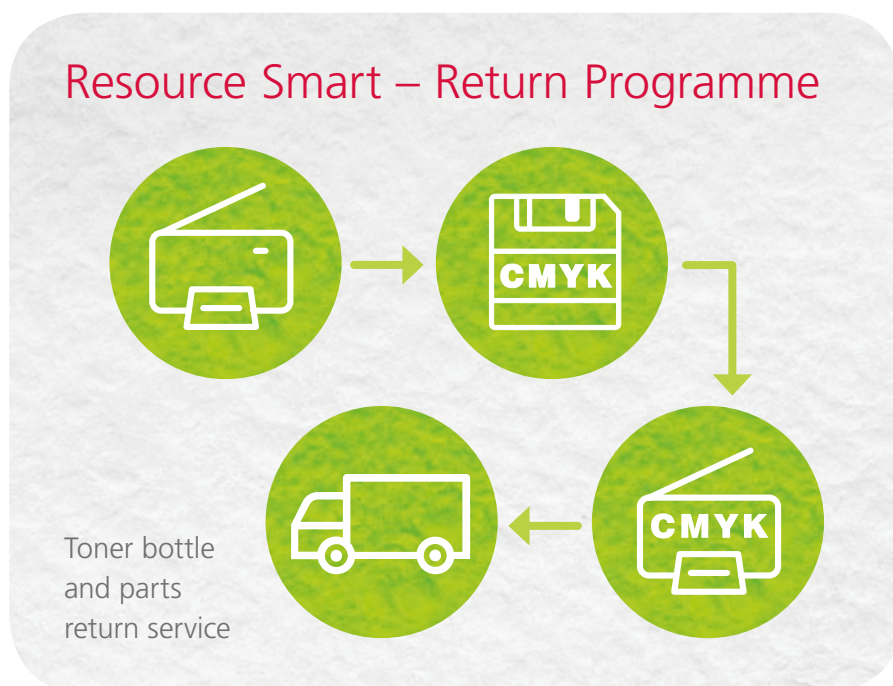 Resource Smart – Return Programme
CMYK
CMYK
Toner bottle
and parts
return service